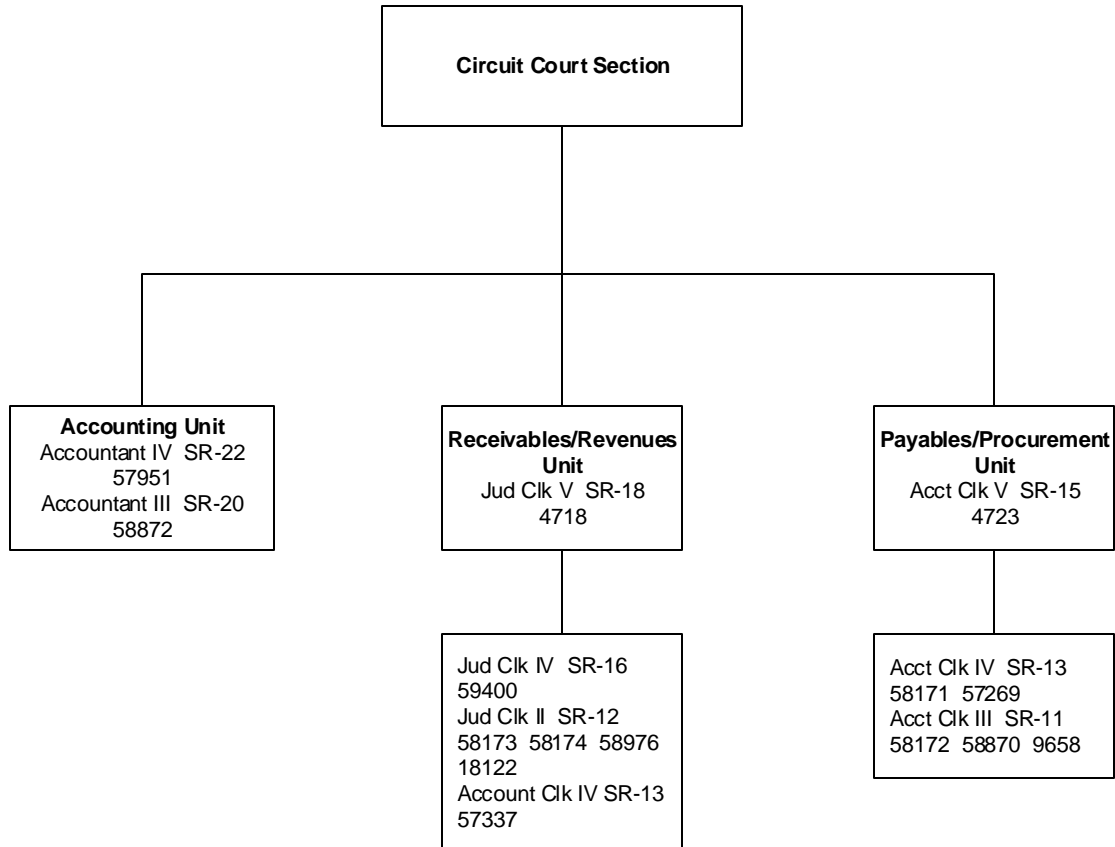 Circuit Court Section
Accounting Unit
Accountant IV SR-22
57951
Accountant III SR-20
58872
Receivables/Revenues
Unit
Jud Clk V SR-18
4718
Payables/Procurement
Unit
Acct Clk V SR-15
4723
Jud Clk IV SR-16
59400
Jud Clk II SR-12
58173 58174 58976
18122
Account Clk IV SR-13
57337
Acct Clk IV SR-13
58171 57269
Acct Clk III SR-11
58172 58870 9658